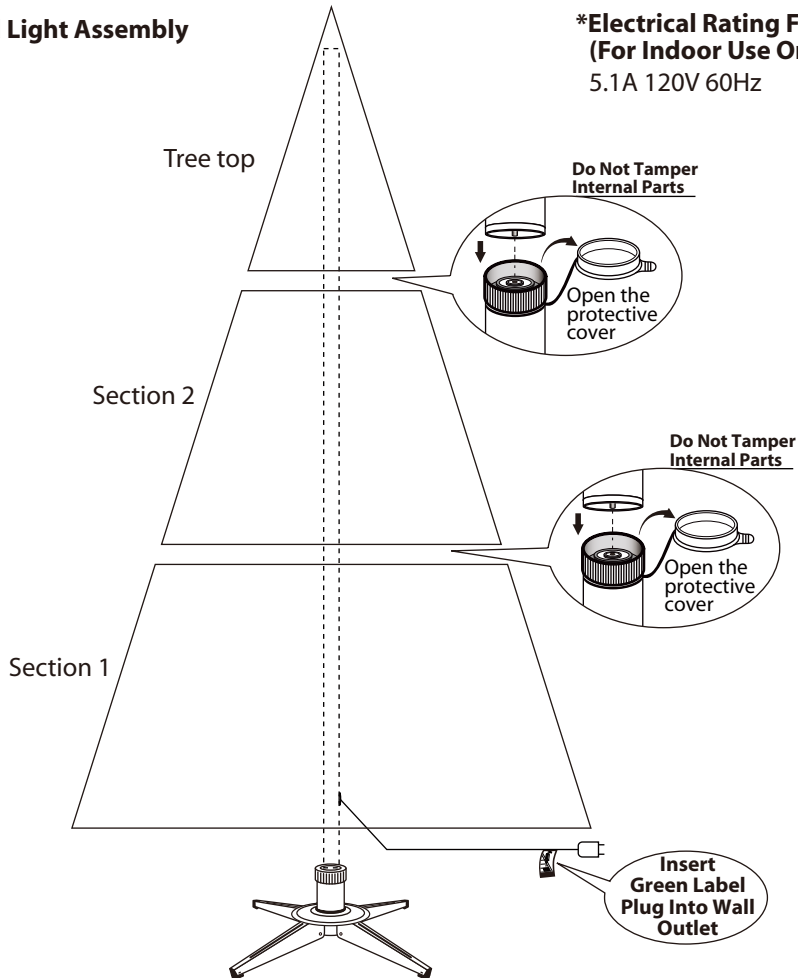 Light Assembly
*Electrical Rating F
(For Indoor Use Or
5.1A 120V 60Hz
Tree top
Do Not Tamper
Internal Parts
Open the
protective
cover
Section 2
Do Not Tamper
Internal Parts
Open the
protective
cover
Section 1
Insert
Green Label
Plug Into Wall
Outlet